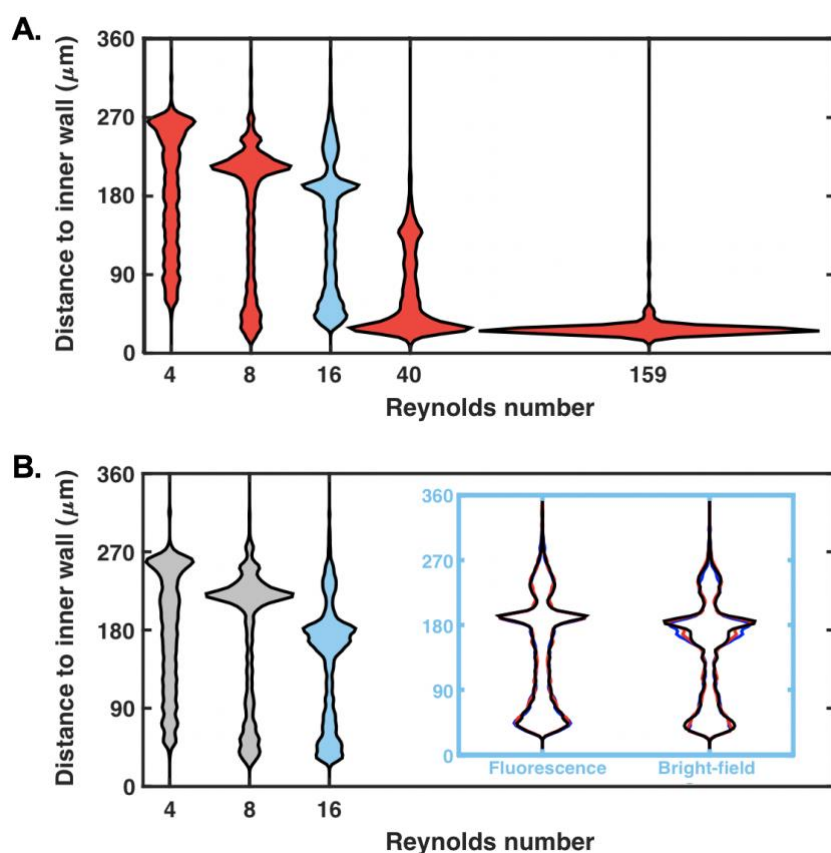 A.
360
270
180
90
0
Distance to inner wall (μm)
4 8 16 40 159
Reynolds number
B.
360
270
180
90
0
Distance to inner wall (μm)
360
270
180
90
0
Fluorescence Bright-field
4 8 16
Reynolds number